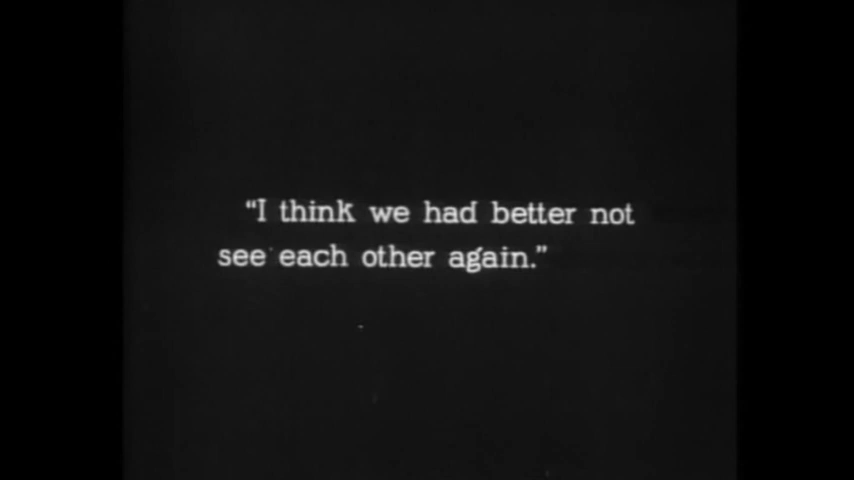 “I think we had better not
see each other again.”